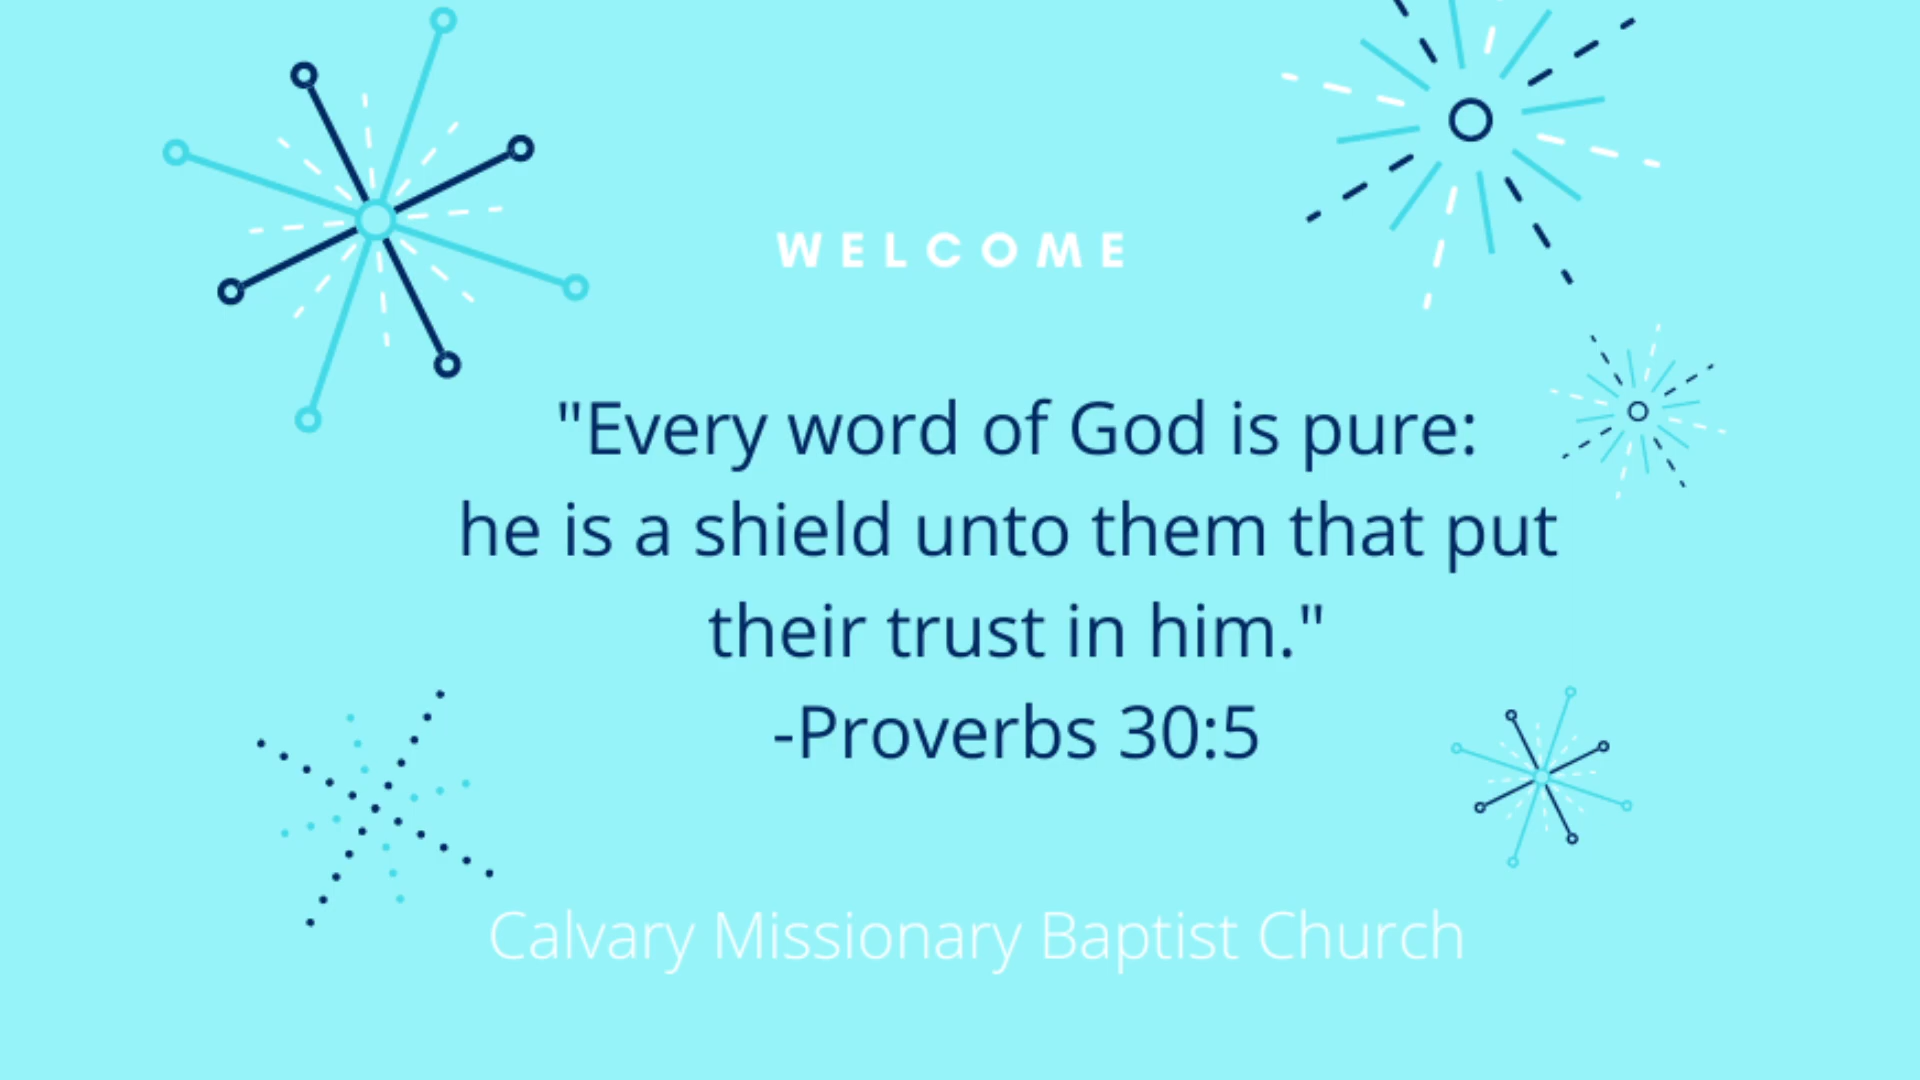 WELCOME
"Every word of God is pure:
he is a shield unto them that put
their trust in him."
-Proverbs 30:5
Calvary Missionary Baptist Church